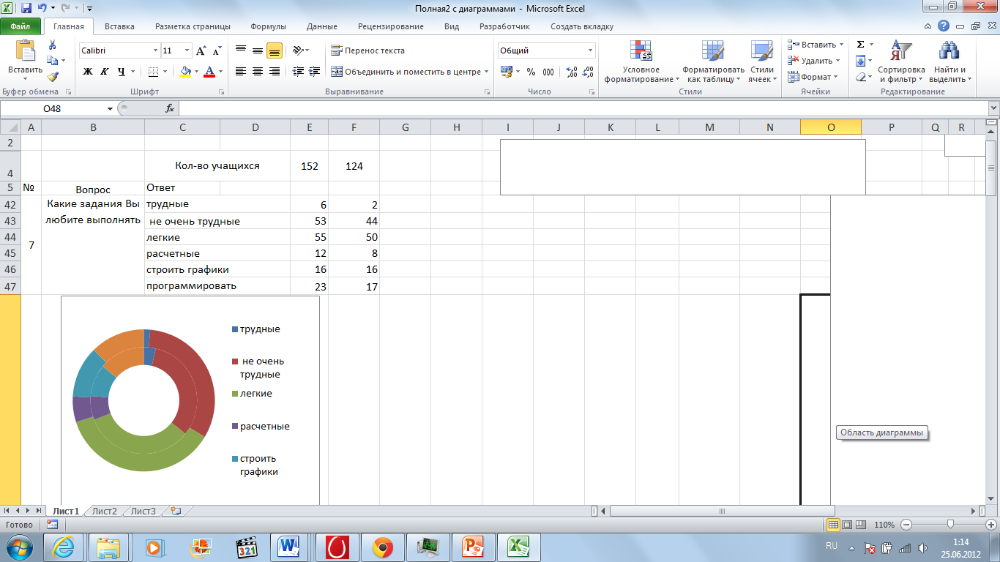 Полная2 с диаграммами - Microsoft Excel
Файл Главная Вставка Разметка страницы Формулы Данные Рецензирование Вид Разработчик Создать вкладку
Calibri 11 Перенос текста Общий Вставить Σ
Вставить Ж К Ч А Объединить и поместить в центре % 000 Условное форматирование Форматировать как таблицу Стили ячеек Удалить Формат Сортировка и фильтр Найти и выделить
Буфер обмена Шрифт Выравнивание Число Стили Ячейки Редактирование
O48 fx
A B C D E F G H I J K L M N O P Q R
2
4 Кол-во учащихся 152 124
5 № Вопрос Ответ
42 Какие задания Вы трудные 6 2
43 любите выполнять не очень трудные 53 44
44 легкие 55 50
7
45 расчетные 12 8
46 строить графики 16 16
47 программировать 23 17
трудные
не очень
трудные
легкие
расчетные
строить
графики
Область диаграммы
Лист1 Лист2 Лист3
Готово 110%
321 W P X RU 1:14
25.06.2012